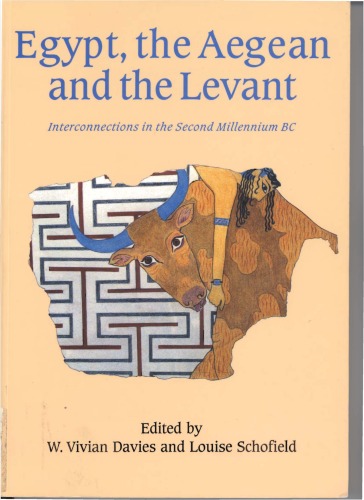 Egypt, the Aegean
and the Levant
Interconnections in the Second Millennium BC
Edited by
W. Vivian Davies and Louise Schofield